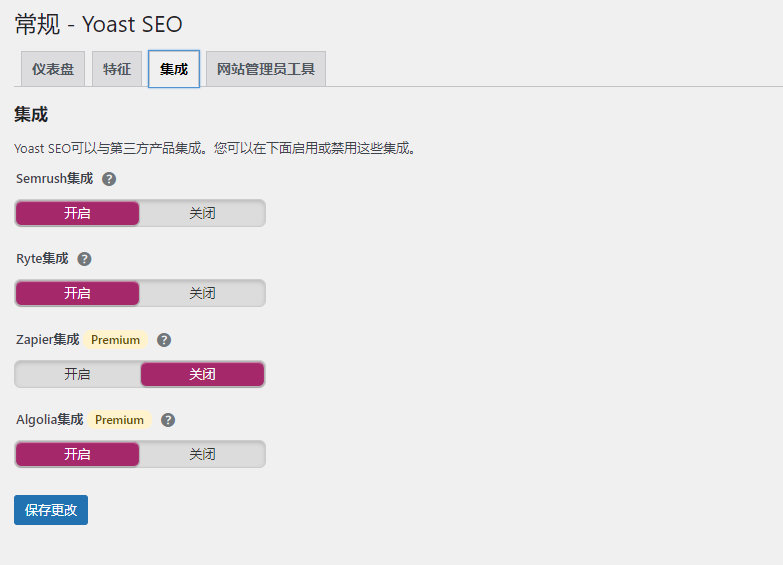 常规 - Yoast SEO
仪表盘 特征 集成 网站管理员工具
集成
Yoast SEO可以与第三方产品集成。您可以在下面启用或禁用这些集成。
Semrush集成 ?
开启 关闭
Ryte集成 ?
开启 关闭
Zapier集成 Premium ?
开启 关闭
Algolia集成 Premium ?
开启 关闭
保存更改